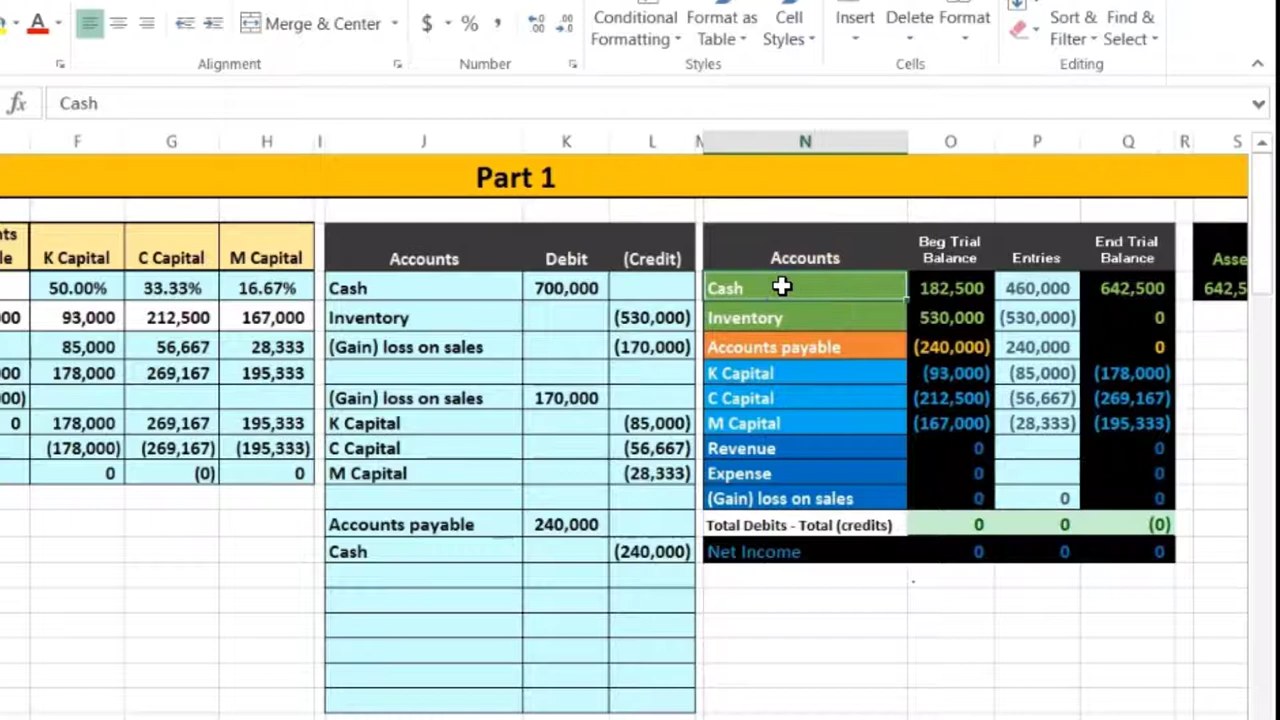 Merge & Center
$ % ,
Conditional Formatting
Format as Table
Cell Styles
Insert
Delete
Format
Sort & Filter
Find & Select
Alignment
Number
Styles
Cells
Editing
fx Cash
F G H I J K L M N O P Q R S
Part 1
K Capital C Capital M Capital
50.00% 33.33% 16.67%
93,000 212,500 167,000
85,000 56,667 28,333
178,000 269,167 195,333
0 178,000 269,167 195,333
(178,000) (269,167) (195,333)
0 (0) 0
Accounts Debit (Credit)
Cash 700,000
Inventory (530,000)
(Gain) loss on sales (170,000)
(Gain) loss on sales 170,000
K Capital (85,000)
C Capital (56,667)
M Capital (28,333)
Accounts payable 240,000
Cash (240,000)
Accounts Beg Trial Balance Entries End Trial Balance
Cash 182,500 460,000 642,500
Inventory 530,000 (530,000) 0
Accounts payable (240,000) 240,000 0
K Capital (93,000) (85,000) (178,000)
C Capital (212,500) (56,667) (269,167)
M Capital (167,000) (28,333) (195,333)
Revenue 0 0
Expense 0 0
(Gain) loss on sales 0 0 0
Total Debits - Total (credits) 0 0 (0)
Net Income 0 0 0
Asse
642,5